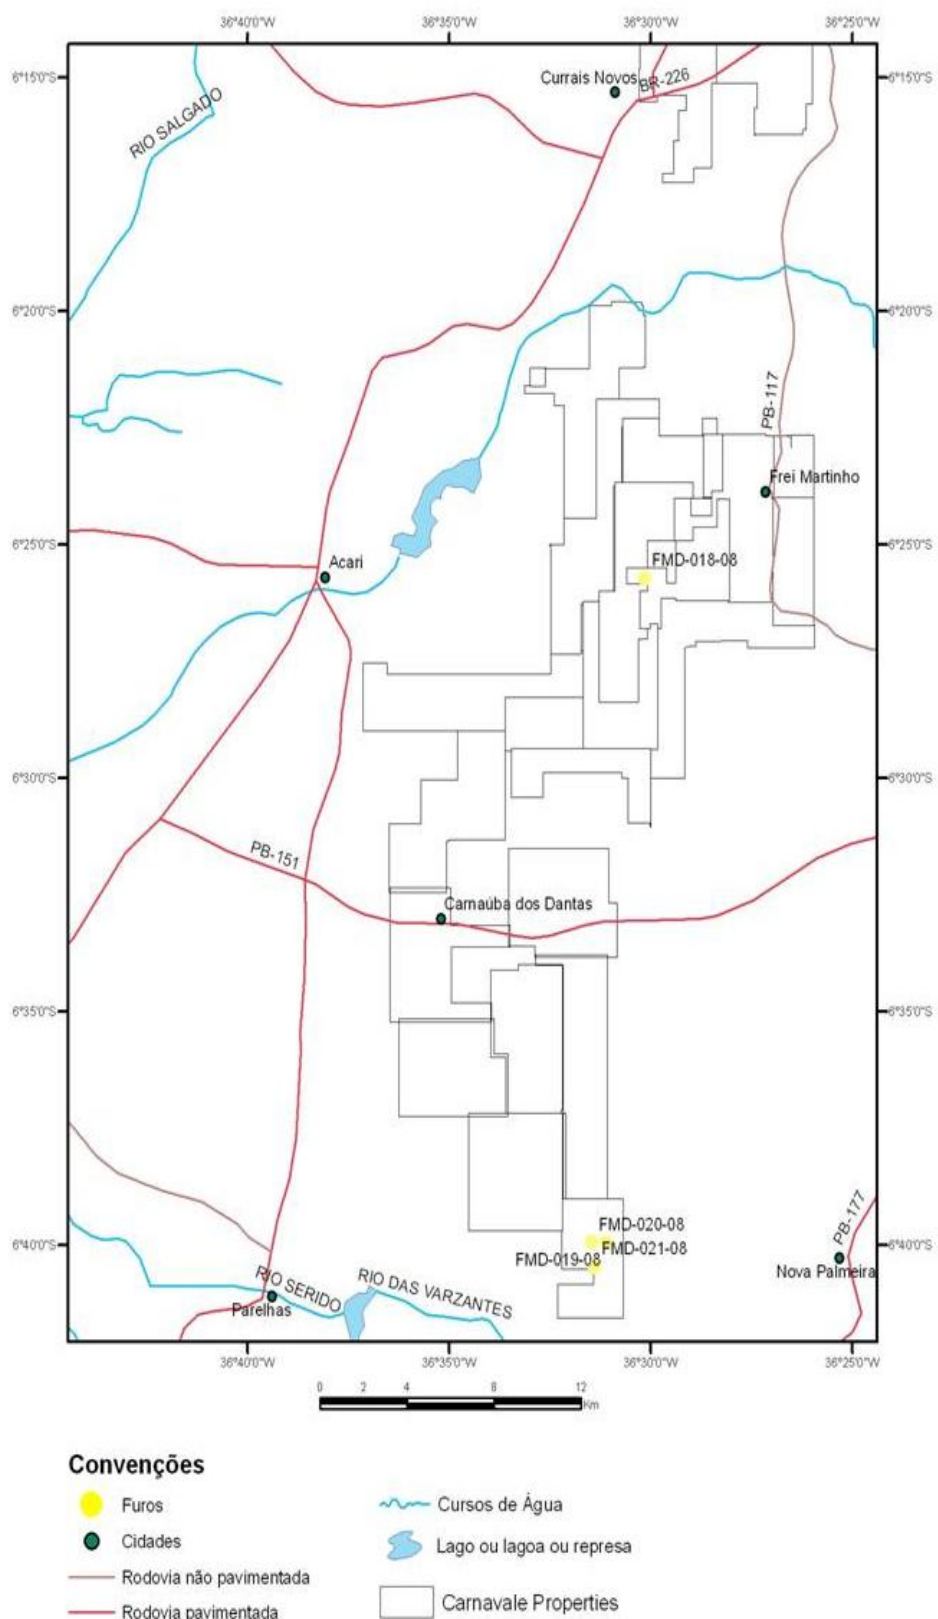 36°40'0"W 36°35'0"W 36°30'0"W 36°25'0"W
6°15'0"S 6°15'0"S
Currais Novos
BR-226
RIO SALGADO
6°20'0"S 6°20'0"S
PB-117
Frei Martinho
6°25'0"S 6°25'0"S
Acari
FMD-018-08
6°30'0"S 6°30'0"S
PB-151
Carnaúba dos Dantas
6°35'0"S 6°35'0"S
PB-177
6°40'0"S 6°40'0"S
FMD-020-08
FMD-019-08 FMD-021-08
Nova Palmeira
RIO SERIDO
RIO DAS VARZANTES
Parelhas
36°40'0"W 36°35'0"W 36°30'0"W 36°25'0"W
0 2 4 8 12
Km
Convenções
Furos
Cidades
Rodovia não pavimentada
Rodovia pavimentada
Cursos de Água
Lago ou lagoa ou represa
Carnavale Properties